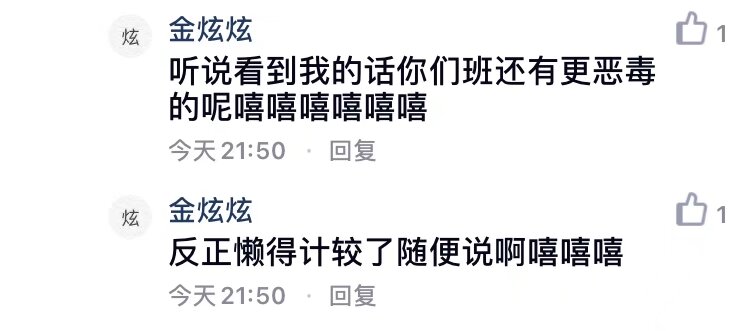 炫
金炫炫
1
听说看到我的话你们班还有更恶毒
的呢嘻嘻嘻嘻嘻嘻
今天 21:50 · 回复
炫
金炫炫
1
反正懒得计较了随便说啊嘻嘻嘻
今天 21:50 · 回复